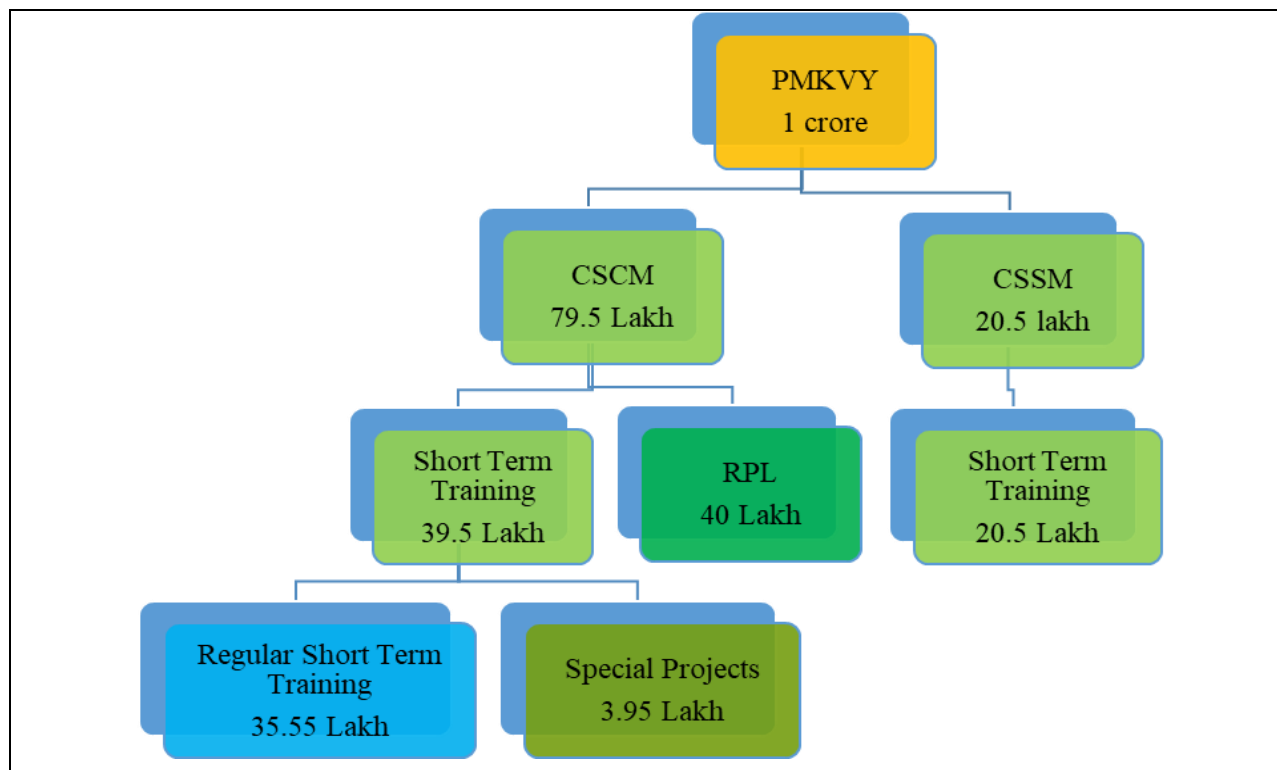 PMKVY
1 crore
CSCM
79.5 Lakh
CSSM
20.5 lakh
Short Term
Training
39.5 Lakh
RPL
40 Lakh
Short Term
Training
20.5 Lakh
Regular Short Term
Training
35.55 Lakh
Special Projects
3.95 Lakh